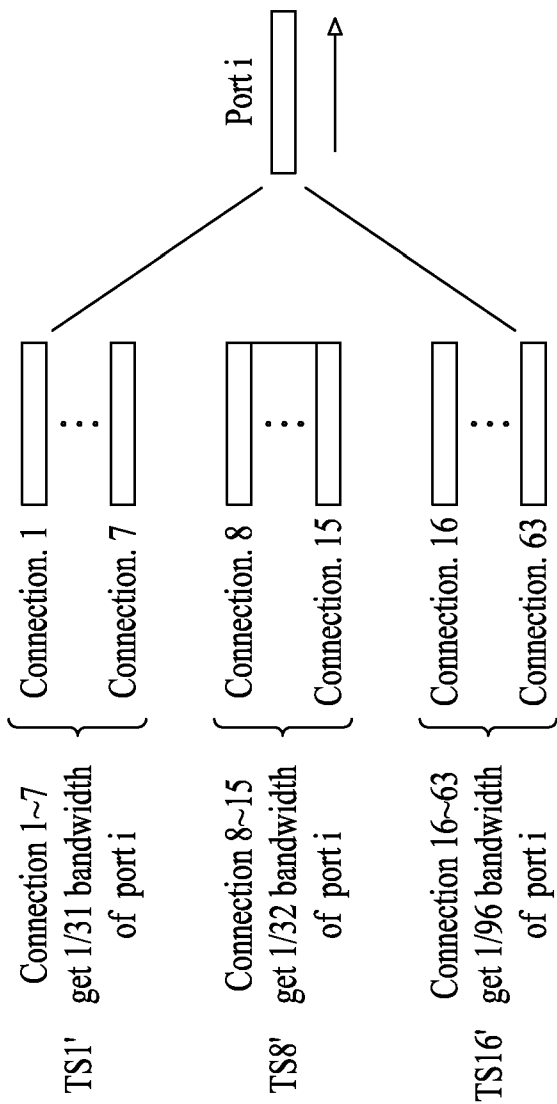 TS1'
Connection 1~7
get 1/31 bandwidth
of port i
Connection. 1
Connection. 7
TS8'
Connection 8~15
get 1/32 bandwidth
of port i
Connection. 8
Connection. 15
TS16'
Connection 16~63
get 1/96 bandwidth
of port i
Connection. 16
Connection. 63
Port i